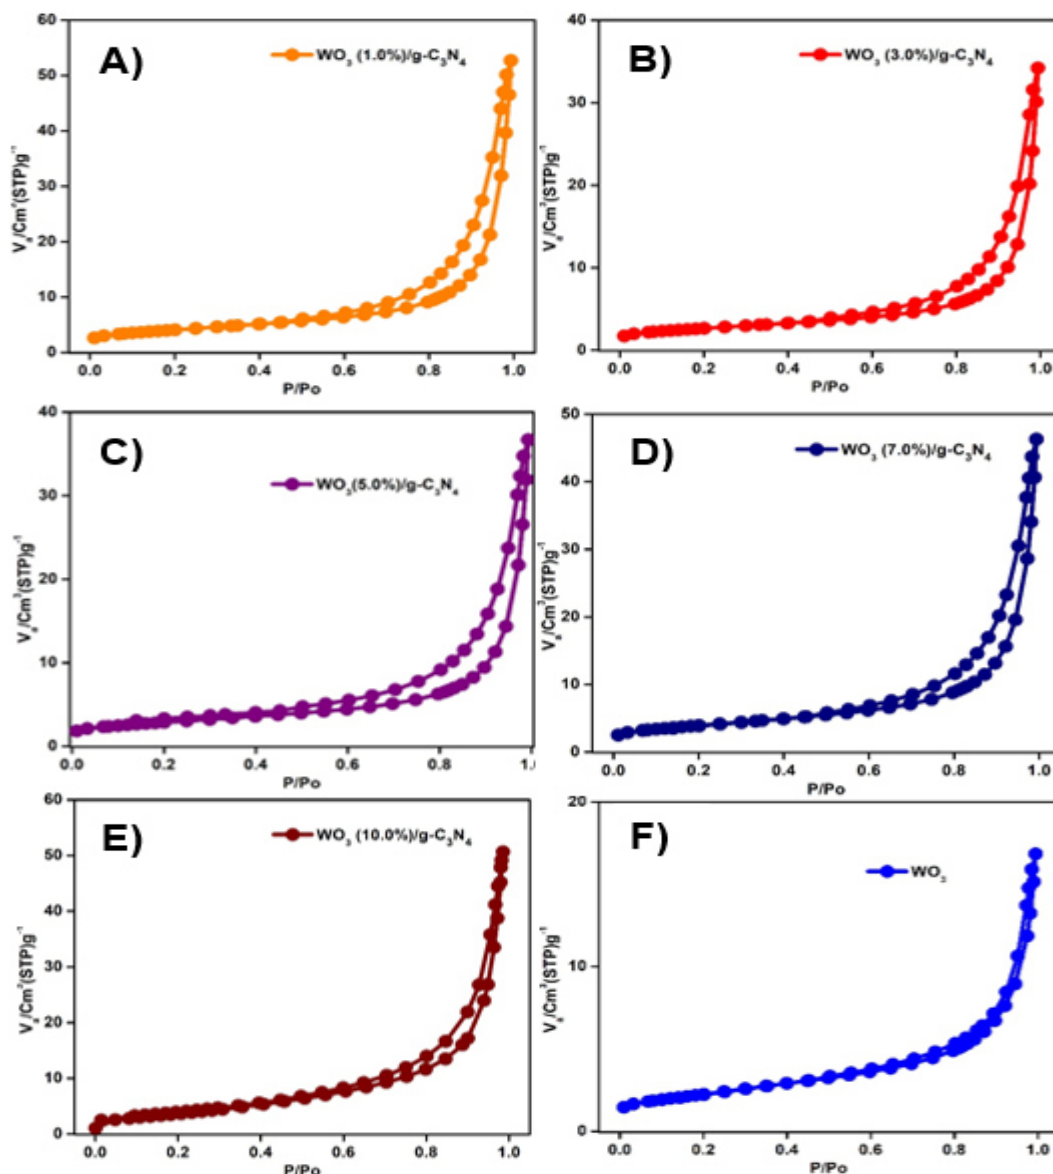 A)
WO₃ (1.0%)/g-C₃N₄
60
50
40
30
20
10
0
Vₐ/Cm³(STP)g⁻¹
0.0 0.2 0.4 0.6 0.8 1.0
P/Po
B)
WO₃ (3.0%)/g-C₃N₄
40
30
20
10
0
Vₐ/Cm³(STP)g⁻¹
0.0 0.2 0.4 0.6 0.8 1.0
P/Po
C)
WO₃(5.0%)/g-C₃N₄
40
30
20
10
0
Vₐ/Cm³(STP)g⁻¹
0.0 0.2 0.4 0.6 0.8 1.0
P/Po
D)
WO₃ (7.0%)/g-C₃N₄
50
40
30
20
10
0
Vₐ/Cm³(STP)g⁻¹
0.0 0.2 0.4 0.6 0.8 1.0
P/Po
E)
WO₃ (10.0%)/g-C₃N₄
60
50
40
30
20
10
0
Vₐ/Cm³(STP)g⁻¹
0.0 0.2 0.4 0.6 0.8 1.0
P/Po
F)
WO₃
20
10
0
Vₐ/Cm³(STP)g⁻¹
0.0 0.2 0.4 0.6 0.8 1.0
P/Po